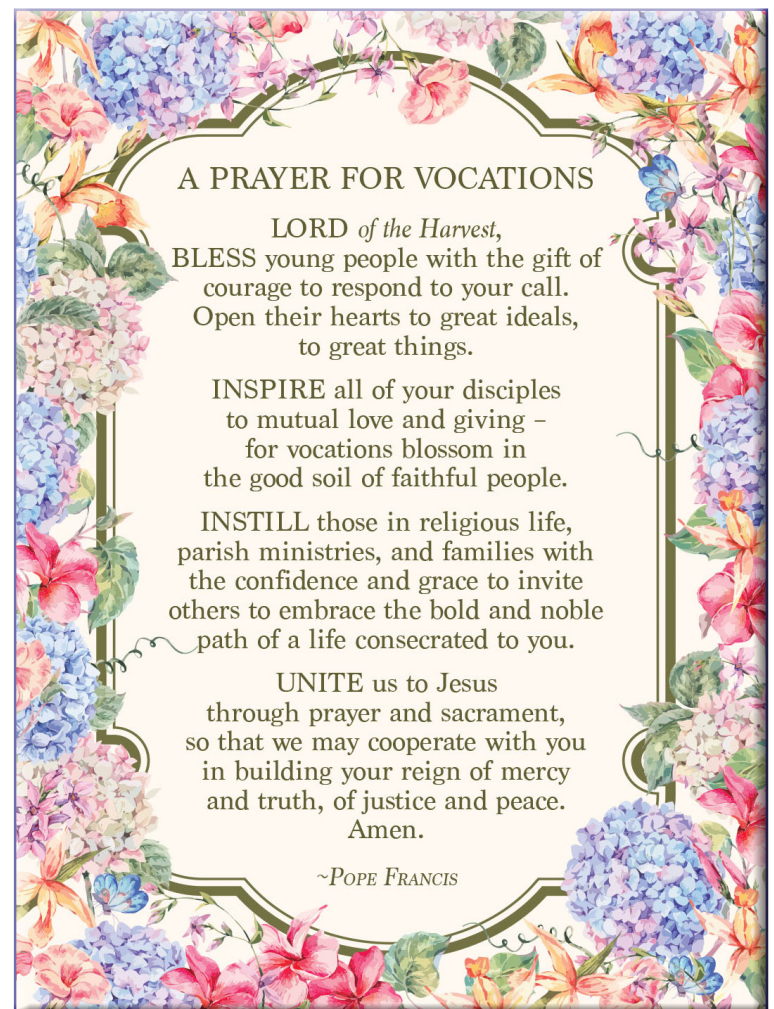 A PRAYER FOR VOCATIONS
LORD of the Harvest,
BLESS young people with the gift of
courage to respond to your call.
Open their hearts to great ideals,
to great things.
INSPIRE all of your disciples
to mutual love and giving –
for vocations blossom in
the good soil of faithful people.
INSTILL those in religious life,
parish ministries, and families with
the confidence and grace to invite
others to embrace the bold and noble
path of a life consecrated to you.
UNITE us to Jesus
through prayer and sacrament,
so that we may cooperate with you
in building your reign of mercy
and truth, of justice and peace.
Amen.
~POPE FRANCIS